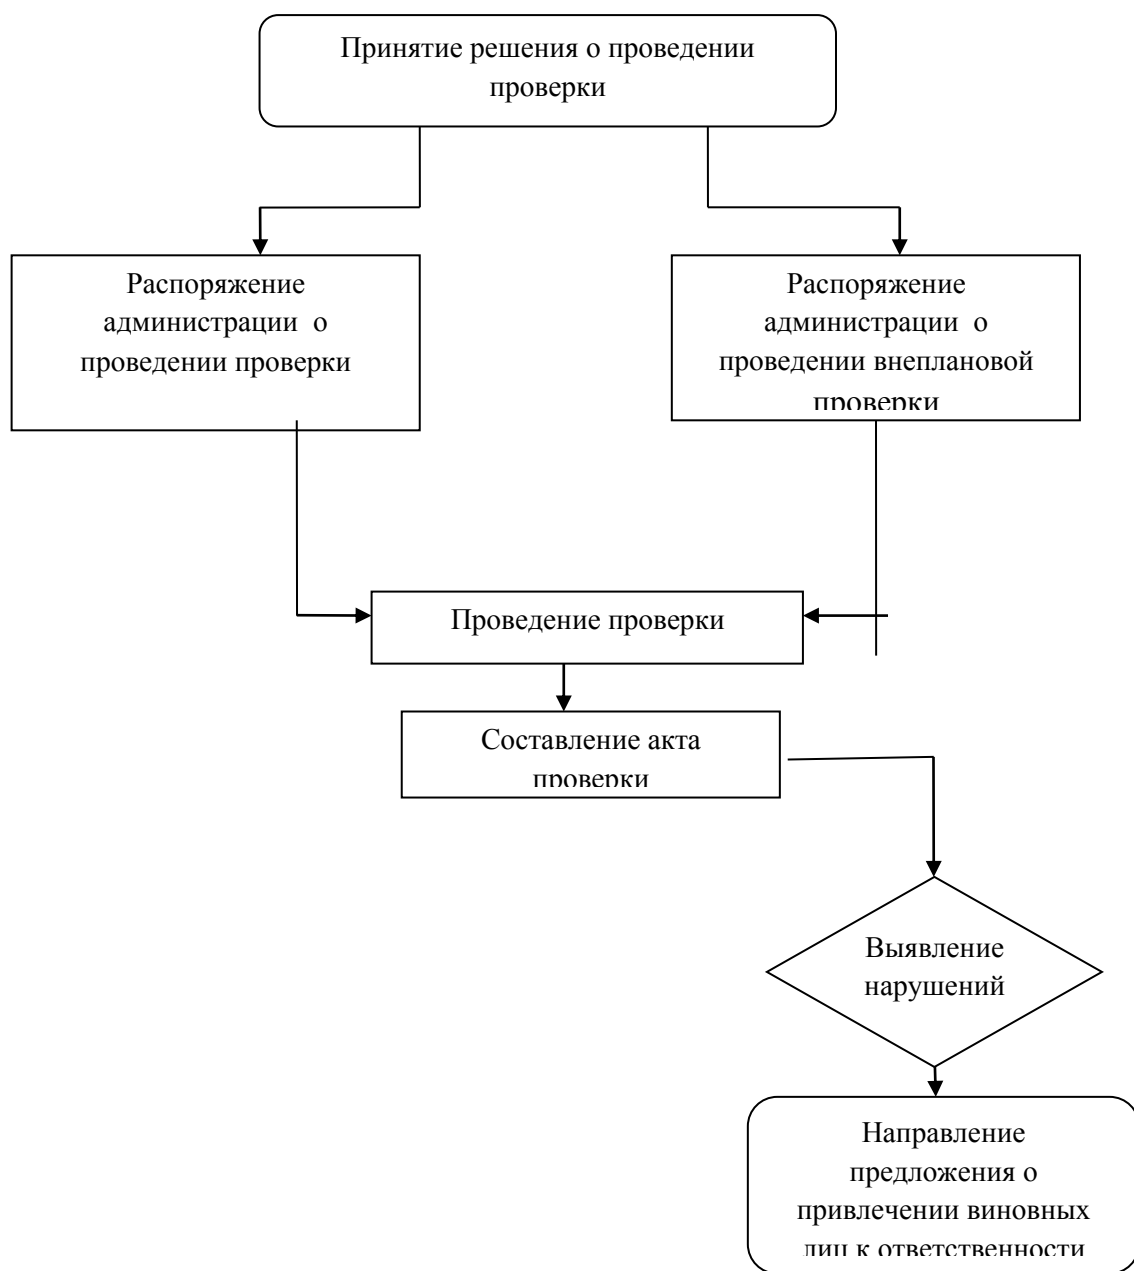 Принятие решения о проведении
проверки
Распоряжение
администрации о
проведении проверки
Распоряжение
администрации о
проведении внеплановой
проверки
Проведение проверки
Составление акта
проверки
Выявление
нарушений
Направление
предложения о
привлечении виновных
лиц к ответственности